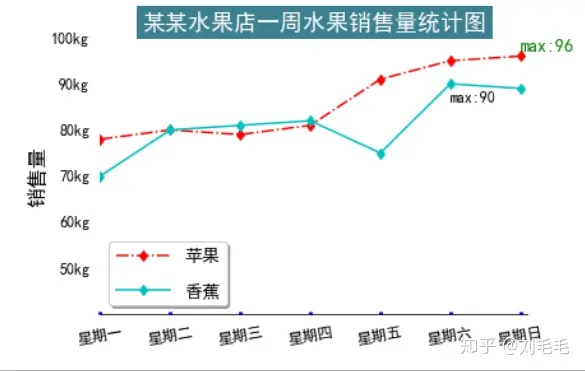 某某水果店一周水果销售量统计图
100kg
90kg
80kg
70kg
60kg
50kg
销售量
max:96
max:90
苹果
香蕉
星期一 星期二 星期三 星期四 星期五 星期六 星期日
知乎 @刘毛毛